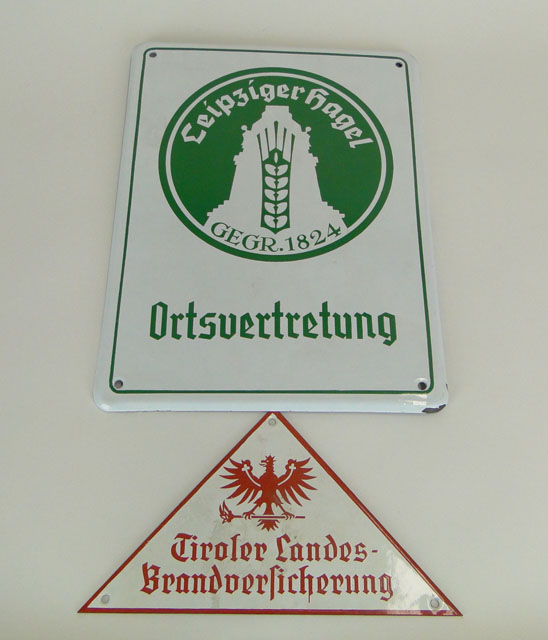 Leipziger Hagel
GEGR. 1824
Ortsvertretung
Tiroler Landes-
Brandversicherung